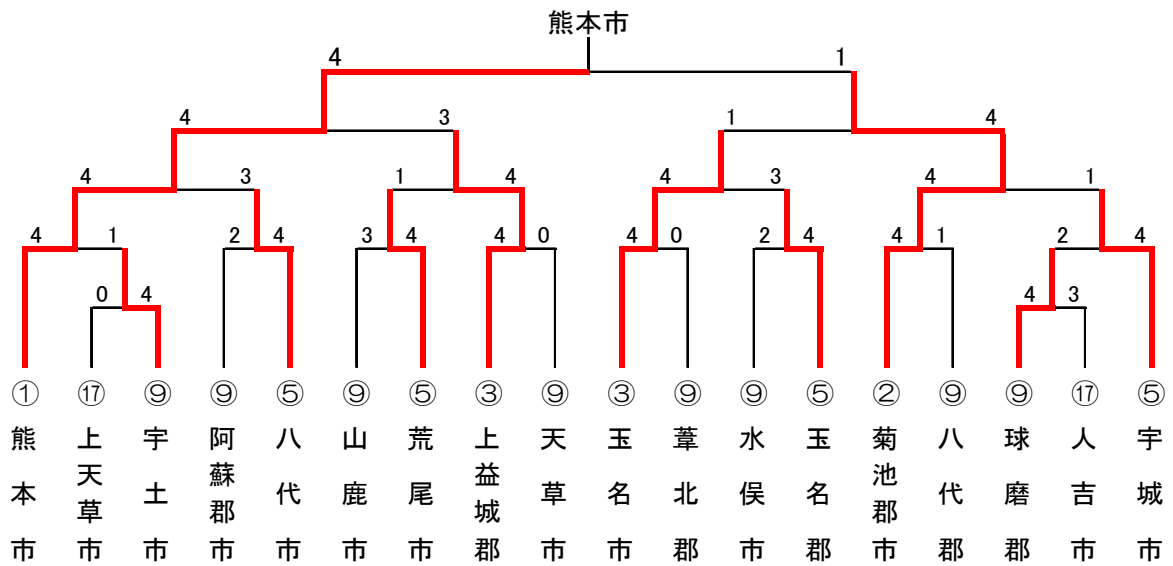 熊本市
4 1
4 3 1 4
4 3 1 4 4 3 4 1
4 1 2 4 3 4 4 0 4 0 2 4 4 1 2 4
0 4 4 3
① ⑰ ⑨ ⑨ ⑤ ⑨ ⑤ ③ ⑨ ③ ⑨ ⑨ ⑤ ② ⑨ ⑨ ⑰ ⑤
熊本市
上天草市
宇土市
阿蘇郡市
八代市
山鹿市
荒尾市
上益城郡
天草市
玉名市
葦北郡
水俣市
玉名郡
菊池郡市
八代郡
球磨郡
人吉市
宇城市